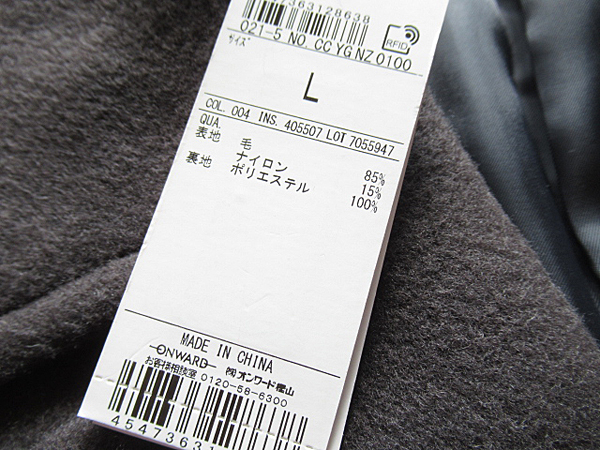 363128638
021-5 NO CC YG NZ 0100
RFID
サイズ
L
COL. 004 INS. 405507 LOT 7055947
QUA.
表地 毛 85%
ナイロン 15%
裏地 ポリエステル 100%
MADE IN CHINA
ONWARD ㈱オンワード樫山
お客様相談室 0120-58-6300
45473631